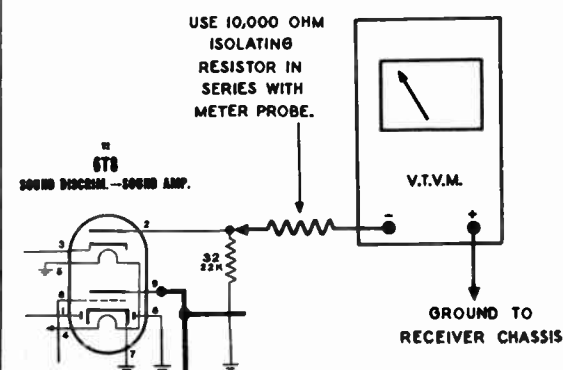 USE 10,000 OHM
ISOLATING
RESISTOR IN
SERIES WITH
METER PROBE.
V.T.V.M.
-
+
GROUND TO
RECEIVER CHASSIS
6T8
SOUND DISCRIM.—SOUND AMP.
2
3
5
32
22K
9
8
1
6
4
7